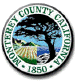 MONTEREY COUNTY CALIFORNIA
• 1850 •